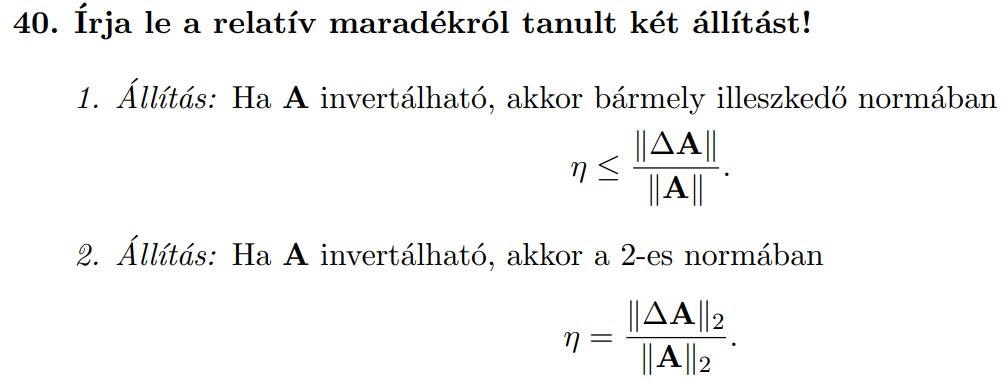 40. Írja le a relatív maradékról tanult két állítást!
1. Állítás: Ha A invertálható, akkor bármely illeszkedő normában
η ≤ ‖ΔA‖ / ‖A‖.
2. Állítás: Ha A invertálható, akkor a 2-es normában
η = ‖ΔA‖₂ / ‖A‖₂.